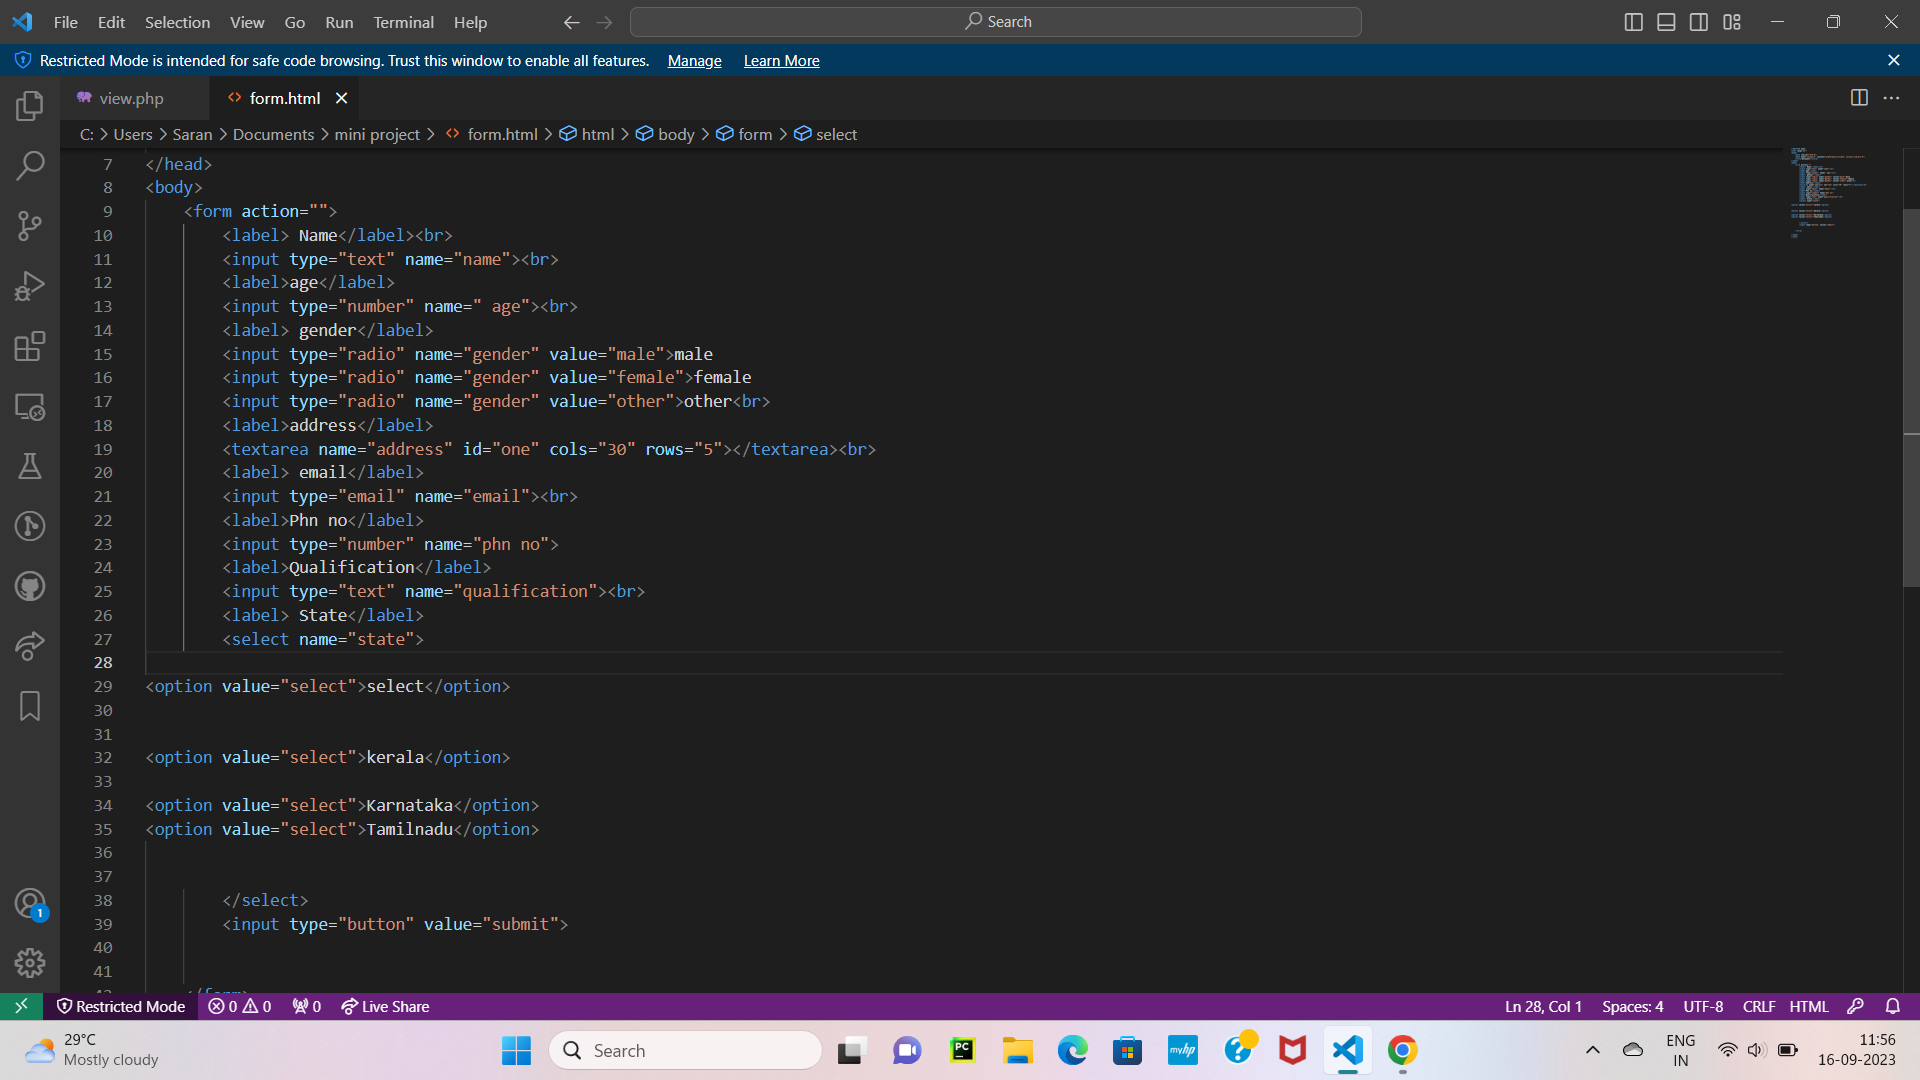 File Edit Selection View Go Run Terminal Help Search
Restricted Mode is intended for safe code browsing. Trust this window to enable all features. Manage Learn More
view.php form.html
C: > Users > Saran > Documents > mini project > form.html > html > body > form > select
7 </head>
8 <body>
9 <form action="">
10 <label> Name</label><br>
11 <input type="text" name="name"><br>
12 <label>age</label>
13 <input type="number" name=" age"><br>
14 <label> gender</label>
15 <input type="radio" name="gender" value="male">male
16 <input type="radio" name="gender" value="female">female
17 <input type="radio" name="gender" value="other">other<br>
18 <label>address</label>
19 <textarea name="address" id="one" cols="30" rows="5"></textarea><br>
20 <label> email</label>
21 <input type="email" name="email"><br>
22 <label>Phn no</label>
23 <input type="number" name="phn no">
24 <label>Qualification</label>
25 <input type="text" name="qualification"><br>
26 <label> State</label>
27 <select name="state">
28
29 <option value="select">select</option>
30
31
32 <option value="select">kerala</option>
33
34 <option value="select">Karnataka</option>
35 <option value="select">Tamilnadu</option>
36
37
38 </select>
39 <input type="button" value="submit">
40
41
1
Restricted Mode 0 0 0 Live Share Ln 28, Col 1 Spaces: 4 UTF-8 CRLF HTML
29°C
Mostly cloudy
Search
PC
myhp
ENG
IN
11:56
16-09-2023